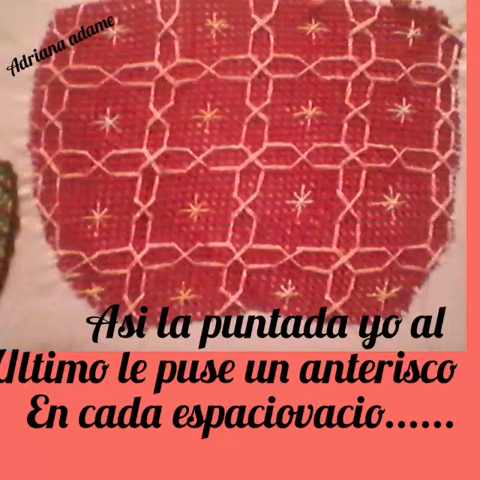 Adriana adame
Asi la puntada yo al
Ultimo le puse un anterisco
En cada espaciovacio......